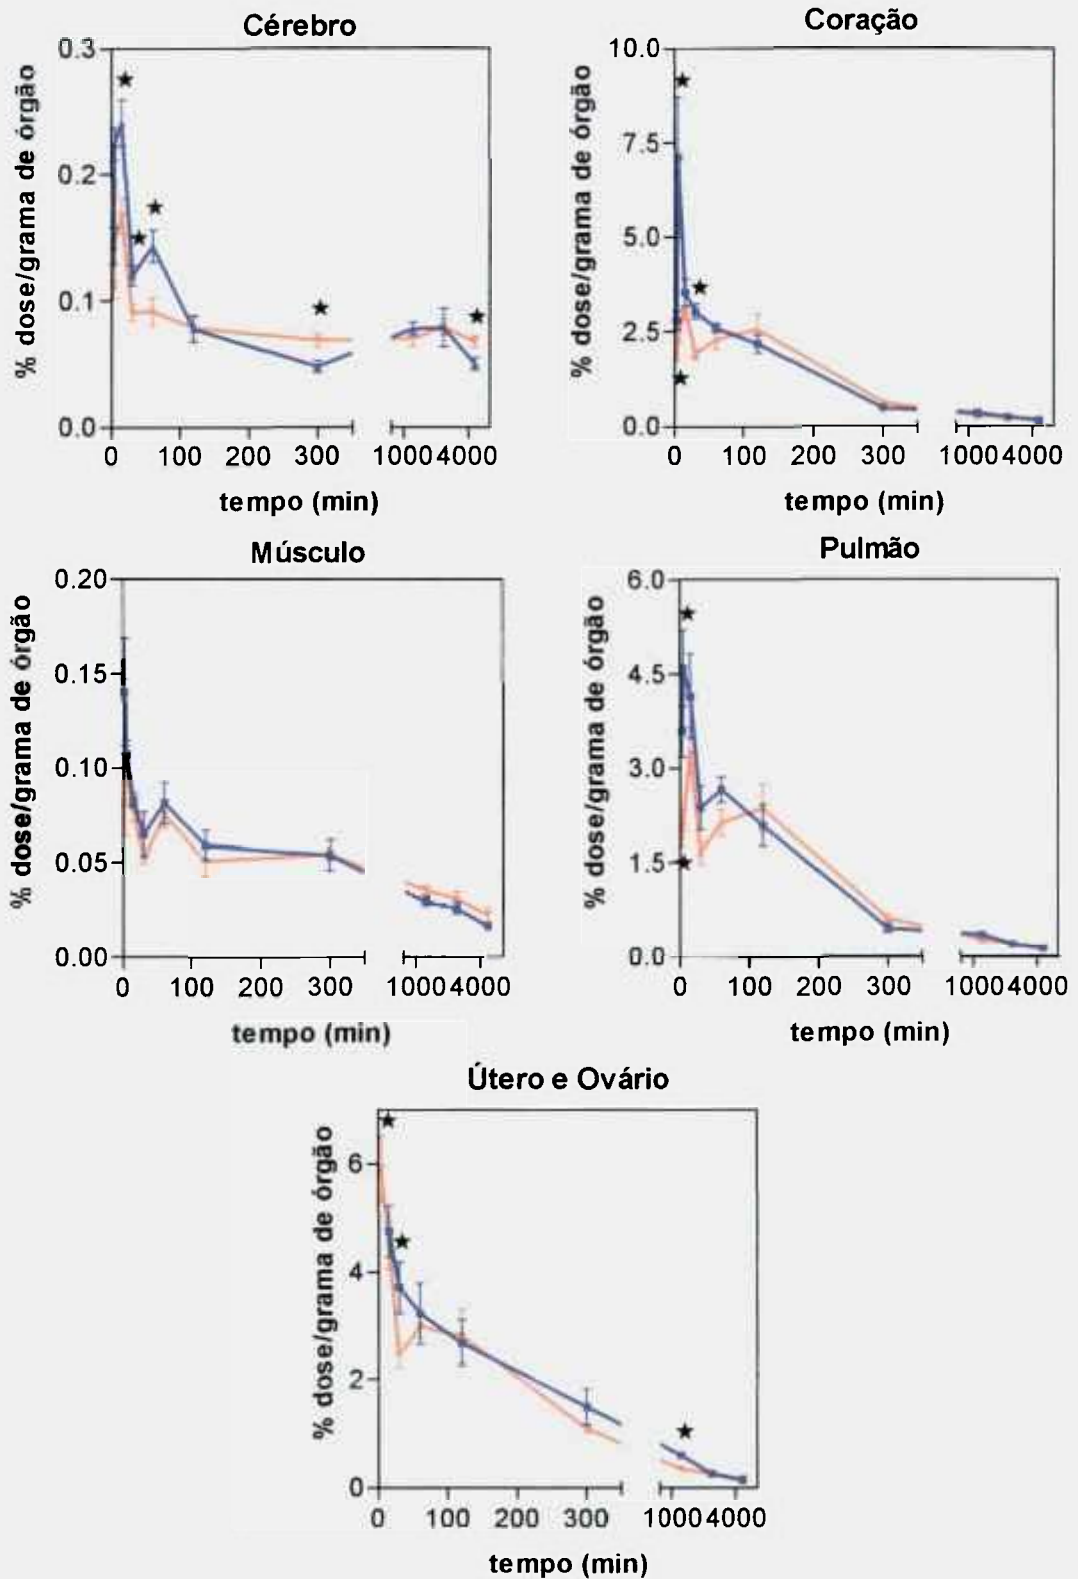 Cérebro
% dose/grama de órgão
0.3
0.2
0.1
0.0
0 100 200 300 1000 4000
tempo (min)
Coração
% dose/grama de órgão
10.0
7.5
5.0
2.5
0.0
0 100 200 300 1000 4000
tempo (min)
Músculo
% dose/grama de órgão
0.20
0.15
0.10
0.05
0.00
0 100 200 300 1000 4000
tempo (min)
Pulmão
% dose/grama de órgão
6.0
4.5
3.0
1.5
0.0
0 100 200 300 1000 4000
tempo (min)
Útero e Ovário
% dose/grama de órgão
6
4
2
0
0 100 200 300 1000 4000
tempo (min)